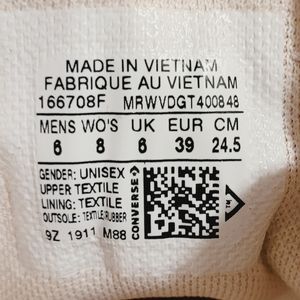 MADE IN VIETNAM
FABRIQUE AU VIETNAM
166708F MRWVDGT400848
MENS WO'S UK EUR CM
6 8 6 39 24.5
GENDER: UNISEX
UPPER TEXTILE
LINING: TEXTILE
OUTSOLE: TEXTILE/RUBBER
9Z 1911 M88
CONVERSE
TM